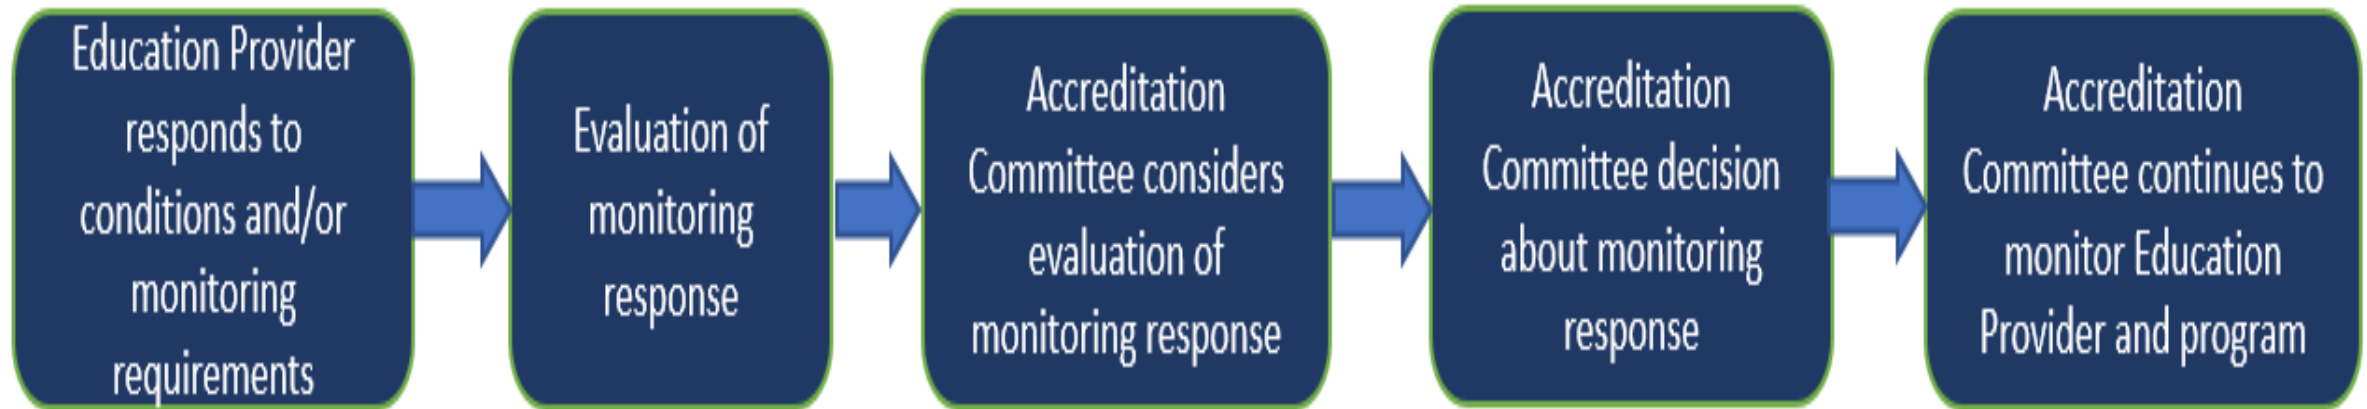 Education Provider
responds to
conditions and/or
monitoring
requirements
Evaluation of
monitoring
response
Accreditation
Committee considers
evaluation of
monitoring response
Accreditation
Committee decision
about monitoring
response
Accreditation
Committee continues to
monitor Education
Provider and program